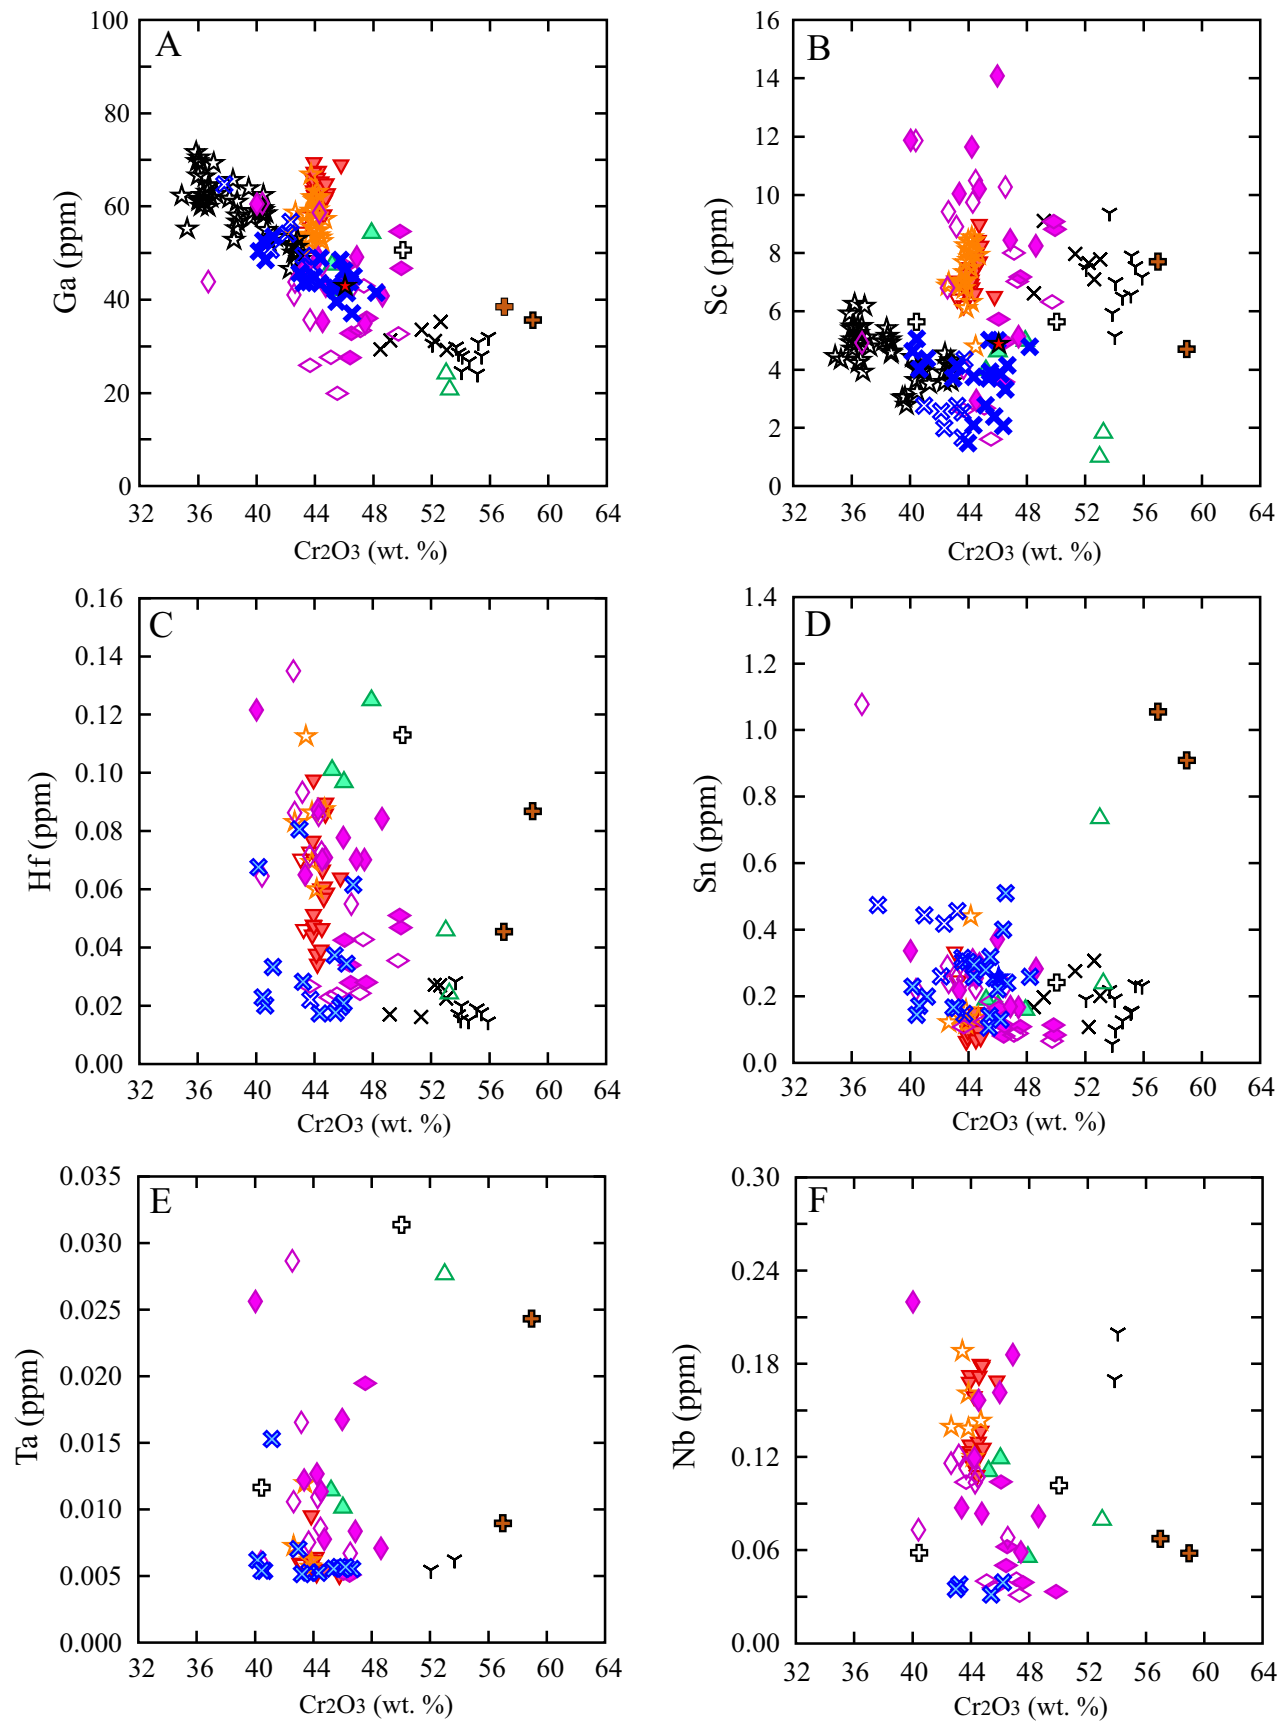 A
Ga (ppm)
100
80
60
40
20
0
32 36 40 44 48 52 56 60 64
Cr2O3 (wt. %)
B
Sc (ppm)
16
14
12
10
8
6
4
2
0
32 36 40 44 48 52 56 60 64
Cr2O3 (wt. %)
C
Hf (ppm)
0.16
0.14
0.12
0.10
0.08
0.06
0.04
0.02
0.00
32 36 40 44 48 52 56 60 64
Cr2O3 (wt. %)
D
Sn (ppm)
1.4
1.2
1.0
0.8
0.6
0.4
0.2
0.0
32 36 40 44 48 52 56 60 64
Cr2O3 (wt. %)
E
Ta (ppm)
0.035
0.030
0.025
0.020
0.015
0.010
0.005
0.000
32 36 40 44 48 52 56 60 64
Cr2O3 (wt. %)
F
Nb (ppm)
0.30
0.24
0.18
0.12
0.06
0.00
32 36 40 44 48 52 56 60 64
Cr2O3 (wt. %)